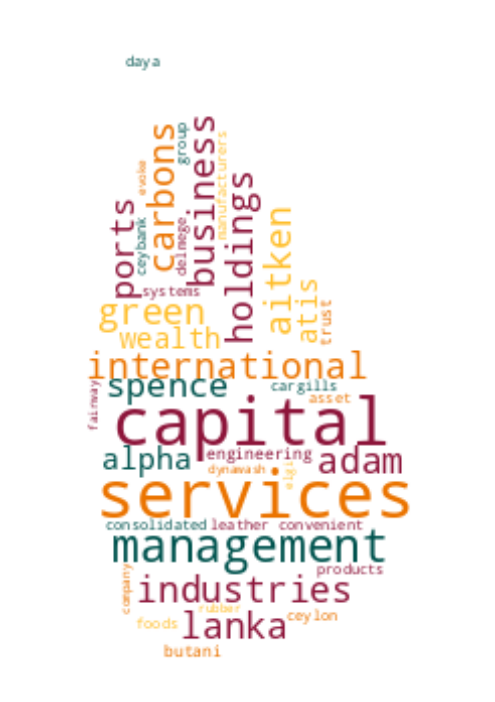 daya
business
carbons
group
manufacturers
evoke
holdings
ports
ceybank
delmege
aitken
atis
trust
systems
green
wealth
international
spence
cargills
fairway
asset
capital
alpha
engineering
adam
dynawash
elgi
services
consolidated
leather
convenient
management
products
company
industries
rubber
foods
lanka
ceylon
butani